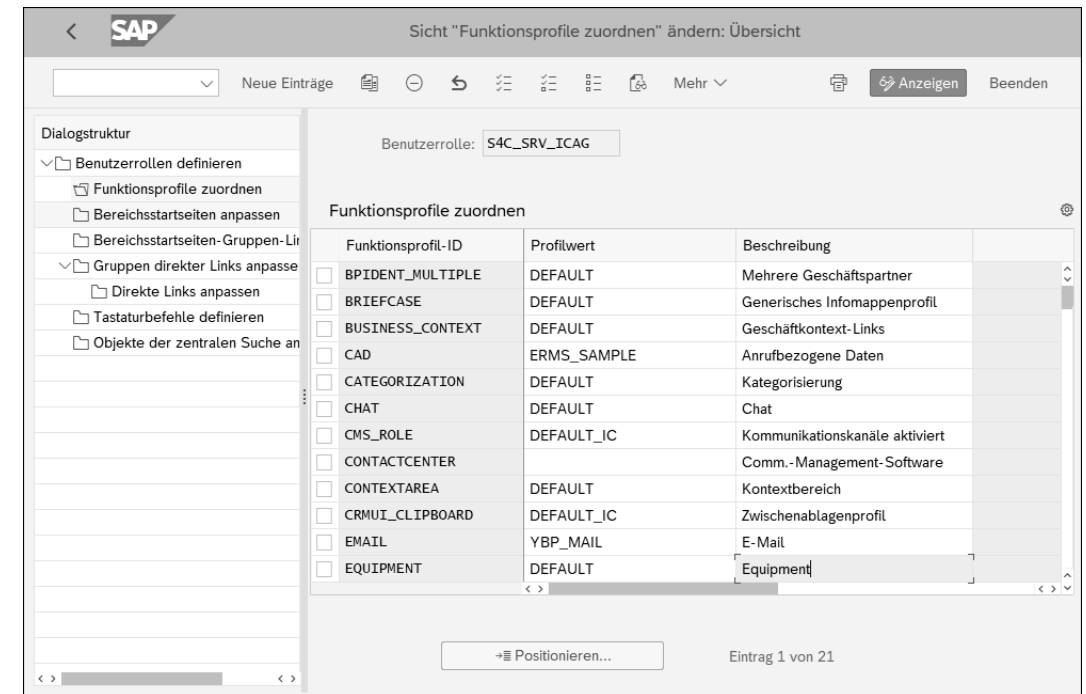 SAP Sicht "Funktionsprofile zuordnen" ändern: Übersicht
Neue Einträge Mehr Anzeigen Beenden
Dialogstruktur
Benutzerrollen definieren
Funktionsprofile zuordnen
Bereichsstartseiten anpassen
Bereichsstartseiten-Gruppen-Lin
Gruppen direkter Links anpasse
Direkte Links anpassen
Tastaturbefehle definieren
Objekte der zentralen Suche an
Benutzerrolle: S4C_SRV_ICAG
Funktionsprofile zuordnen
Funktionsprofil-ID Profilwert Beschreibung
BPIDENT_MULTIPLE DEFAULT Mehrere Geschäftspartner
BRIEFCASE DEFAULT Generisches Infomappenprofil
BUSINESS_CONTEXT DEFAULT Geschäftkontext-Links
CAD ERMS_SAMPLE Anrufbezogene Daten
CATEGORIZATION DEFAULT Kategorisierung
CHAT DEFAULT Chat
CMS_ROLE DEFAULT_IC Kommunikationskanäle aktiviert
CONTACTCENTER Comm.-Management-Software
CONTEXTAREA DEFAULT Kontextbereich
CRMUI_CLIPBOARD DEFAULT_IC Zwischenablagenprofil
EMAIL YBP_MAIL E-Mail
EQUIPMENT DEFAULT Equipment
Positionieren... Eintrag 1 von 21